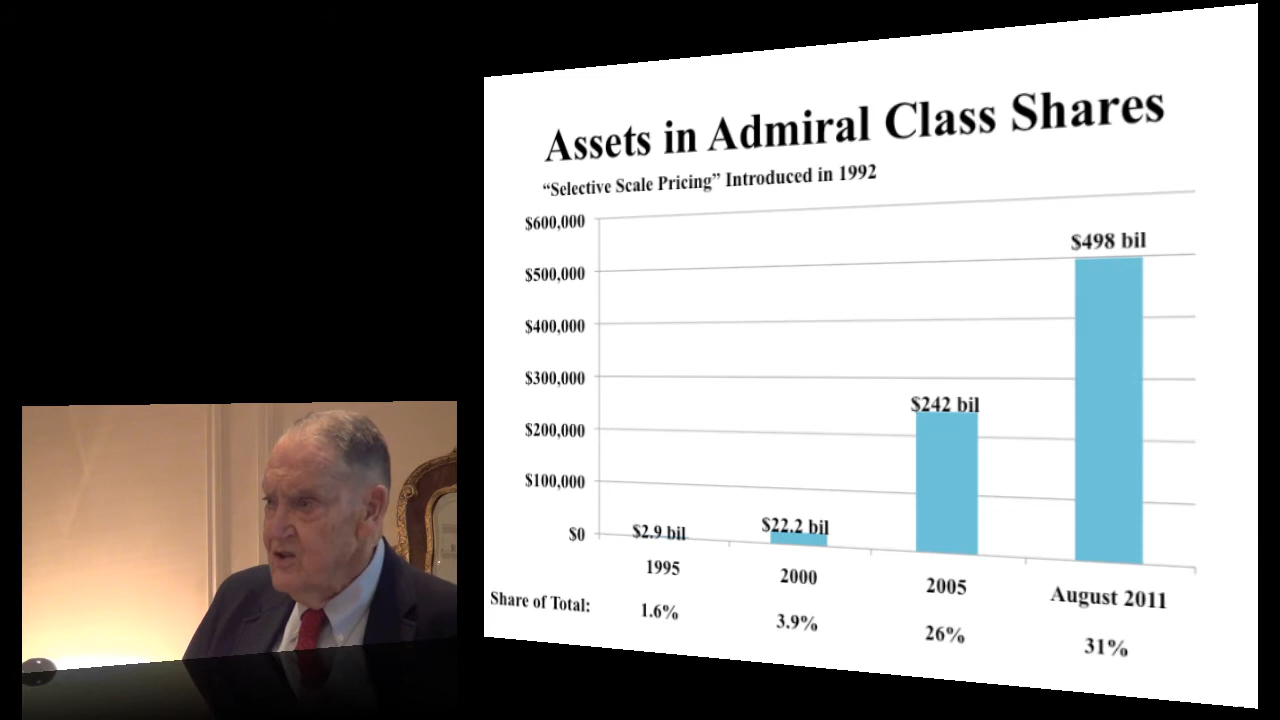 Assets in Admiral Class Shares
“Selective Scale Pricing” Introduced in 1992
$600,000
$500,000
$400,000
$300,000
$200,000
$100,000
$0
$2.9 bil
$22.2 bil
$242 bil
$498 bil
1995
2000
2005
August 2011
Share of Total:
1.6%
3.9%
26%
31%